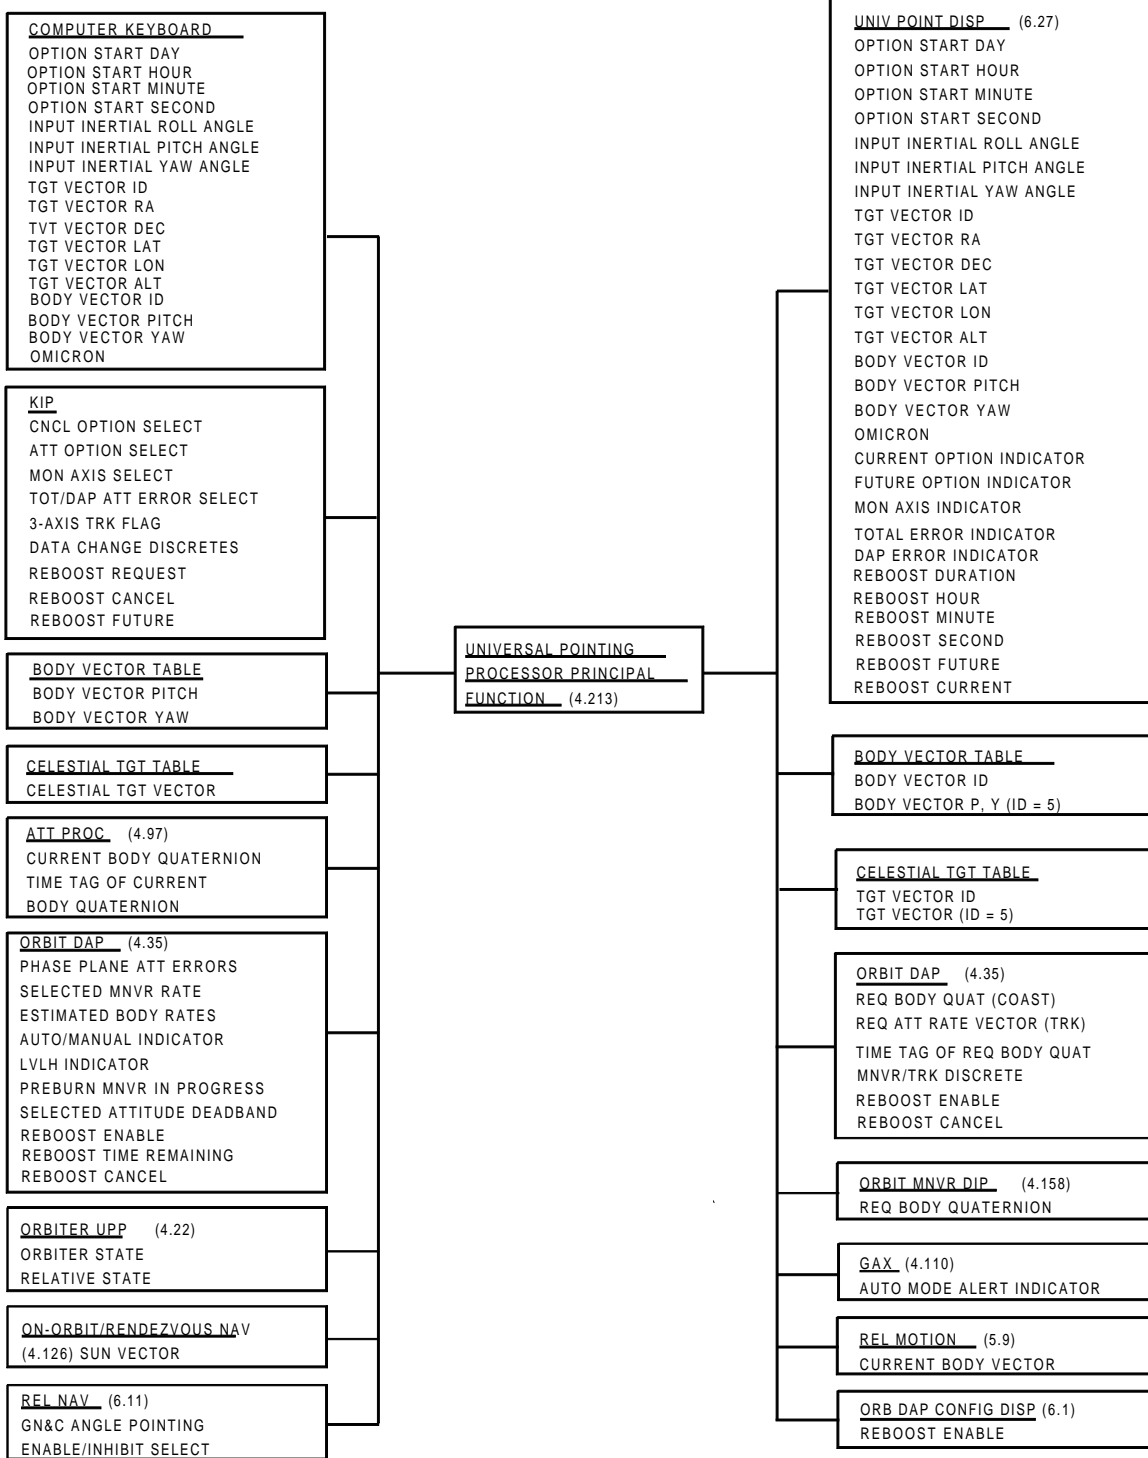 COMPUTER KEYBOARD
OPTION START DAY
OPTION START HOUR
OPTION START MINUTE
OPTION START SECOND
INPUT INERTIAL ROLL ANGLE
INPUT INERTIAL PITCH ANGLE
INPUT INERTIAL YAW ANGLE
TGT VECTOR ID
TGT VECTOR RA
TVT VECTOR DEC
TGT VECTOR LAT
TGT VECTOR LON
TGT VECTOR ALT
BODY VECTOR ID
BODY VECTOR PITCH
BODY VECTOR YAW
OMICRON
KIP
CNCL OPTION SELECT
ATT OPTION SELECT
MON AXIS SELECT
TOT/DAP ATT ERROR SELECT
3-AXIS TRK FLAG
DATA CHANGE DISCRETES
REBOOST REQUEST
REBOOST CANCEL
REBOOST FUTURE
BODY VECTOR TABLE
BODY VECTOR PITCH
BODY VECTOR YAW
CELESTIAL TGT TABLE
CELESTIAL TGT VECTOR
ATT PROC (4.97)
CURRENT BODY QUATERNION
TIME TAG OF CURRENT
BODY QUATERNION
ORBIT DAP (4.35)
PHASE PLANE ATT ERRORS
SELECTED MNVR RATE
ESTIMATED BODY RATES
AUTO/MANUAL INDICATOR
LVLH INDICATOR
PREBURN MNVR IN PROGRESS
SELECTED ATTITUDE DEADBAND
REBOOST ENABLE
REBOOST TIME REMAINING
REBOOST CANCEL
ORBITER UPP (4.22)
ORBITER STATE
RELATIVE STATE
ON-ORBIT/RENDEZVOUS NAV
(4.126) SUN VECTOR
REL NAV (6.11)
GN&C ANGLE POINTING
ENABLE/INHIBIT SELECT
UNIVERSAL POINTING
PROCESSOR PRINCIPAL
FUNCTION (4.213)
UNIV POINT DISP (6.27)
OPTION START DAY
OPTION START HOUR
OPTION START MINUTE
OPTION START SECOND
INPUT INERTIAL ROLL ANGLE
INPUT INERTIAL PITCH ANGLE
INPUT INERTIAL YAW ANGLE
TGT VECTOR ID
TGT VECTOR RA
TGT VECTOR DEC
TGT VECTOR LAT
TGT VECTOR LON
TGT VECTOR ALT
BODY VECTOR ID
BODY VECTOR PITCH
BODY VECTOR YAW
OMICRON
CURRENT OPTION INDICATOR
FUTURE OPTION INDICATOR
MON AXIS INDICATOR
TOTAL ERROR INDICATOR
DAP ERROR INDICATOR
REBOOST DURATION
REBOOST HOUR
REBOOST MINUTE
REBOOST SECOND
REBOOST FUTURE
REBOOST CURRENT
BODY VECTOR TABLE
BODY VECTOR ID
BODY VECTOR P, Y (ID = 5)
CELESTIAL TGT TABLE
TGT VECTOR ID
TGT VECTOR (ID = 5)
ORBIT DAP (4.35)
REQ BODY QUAT (COAST)
REQ ATT RATE VECTOR (TRK)
TIME TAG OF REQ BODY QUAT
MNVR/TRK DISCRETE
REBOOST ENABLE
REBOOST CANCEL
ORBIT MNVR DIP (4.158)
REQ BODY QUATERNION
GAX (4.110)
AUTO MODE ALERT INDICATOR
REL MOTION (5.9)
CURRENT BODY VECTOR
ORB DAP CONFIG DISP (6.1)
REBOOST ENABLE